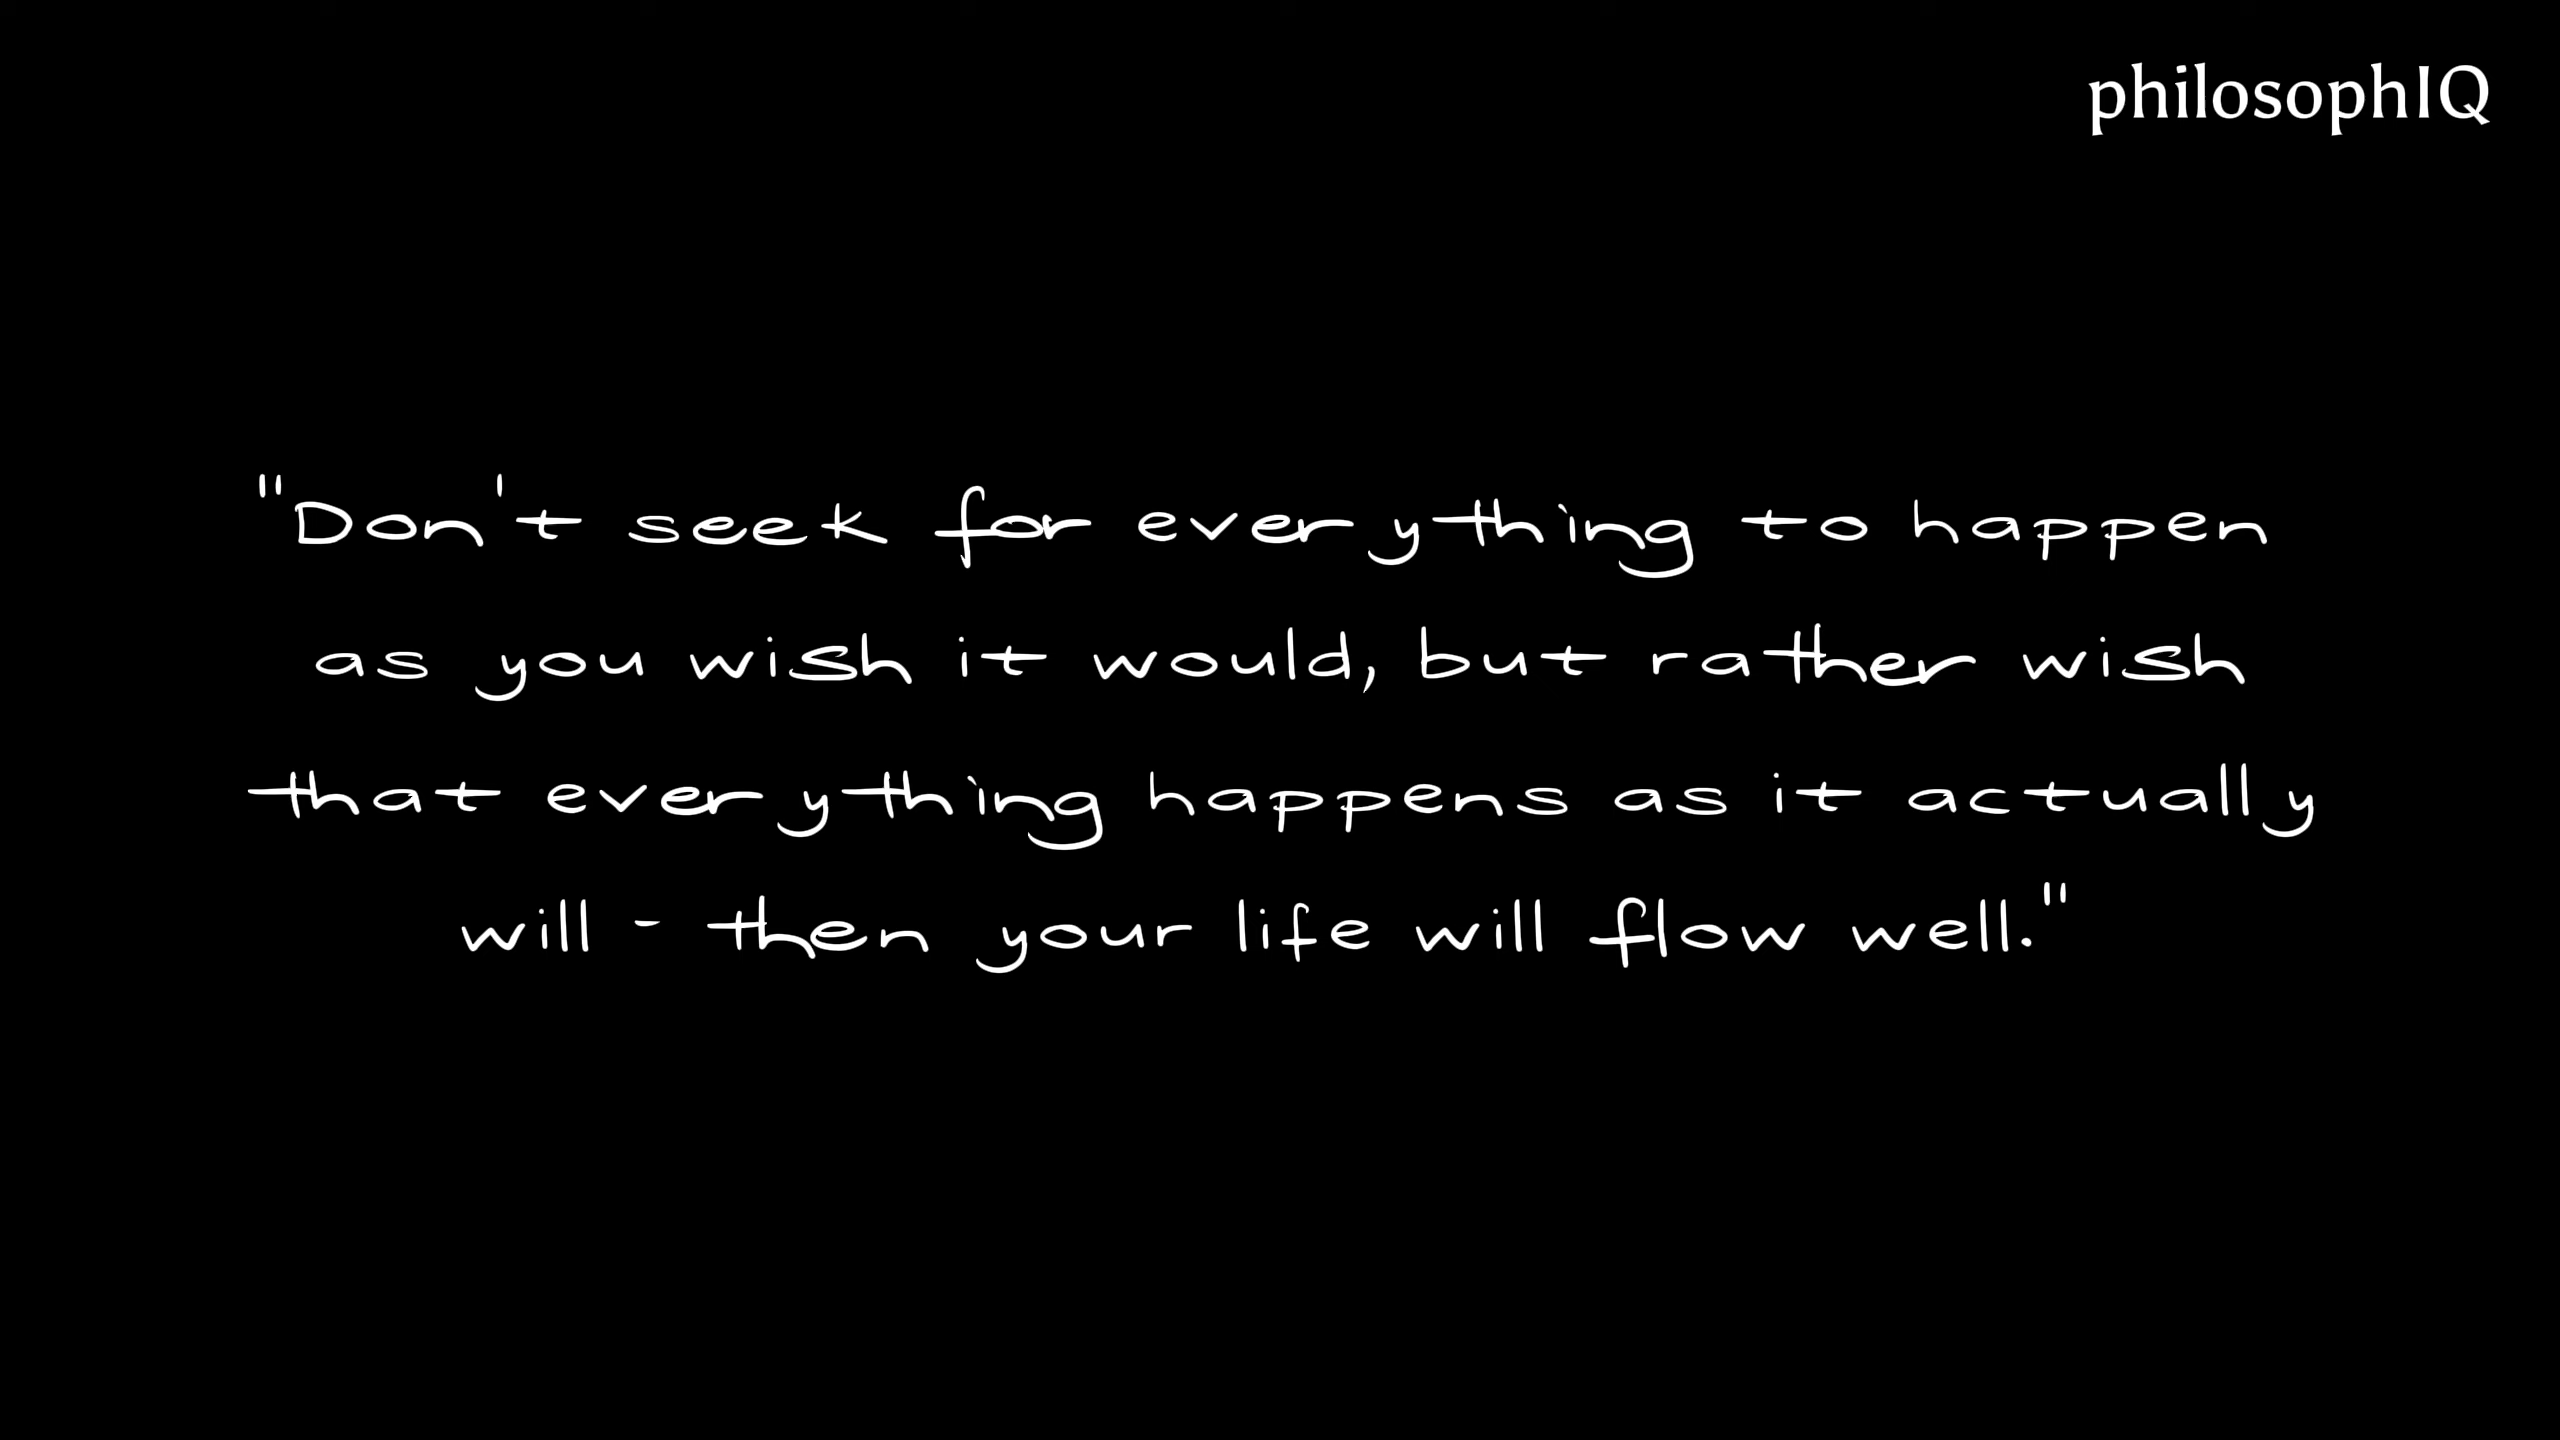 philosophIQ
"Don't seek for everything to happen
as you wish it would, but rather wish
that everything happens as it actually
will - then your life will flow well."